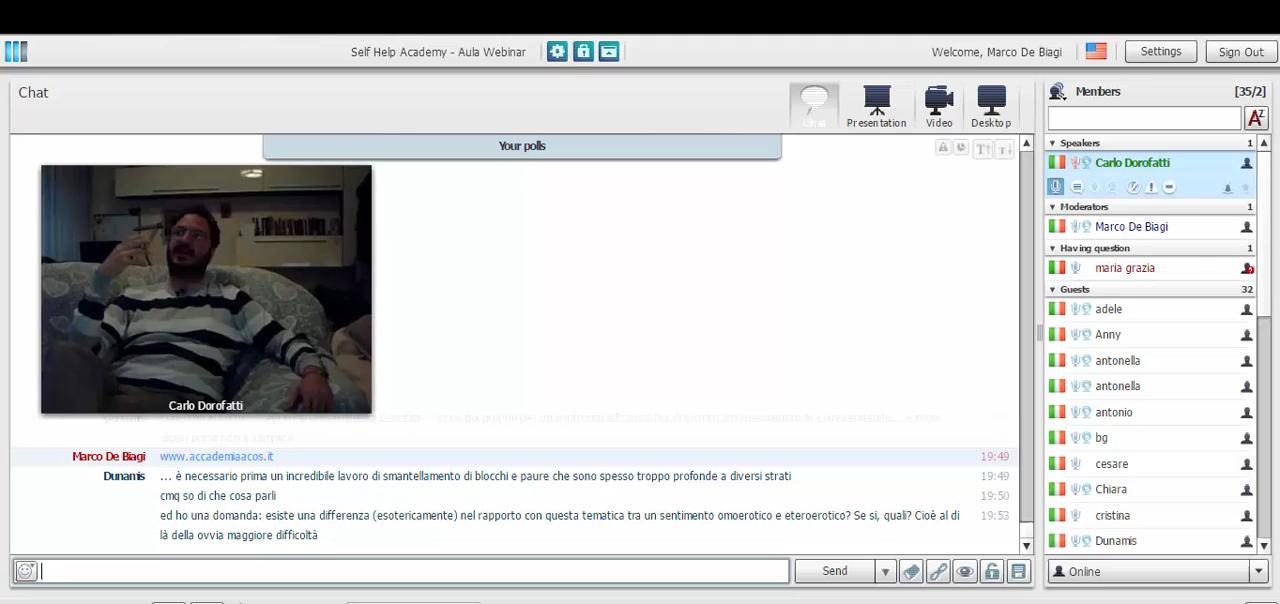 Self Help Academy - Aula Webinar
Welcome, Marco De Biagi
Settings
Sign Out
Chat
Chat
Presentation
Video
Desktop
Your polls
Carlo Dorofatti
Marco De Biagi www.accademiaacos.it 19:49
Dunamis ... è necessario prima un incredibile lavoro di smantellamento di blocchi e paure che sono spesso troppo profonde a diversi strati 19:49
cmq so di che cosa parli 19:50
ed ho una domanda: esiste una differenza (esotericamente) nel rapporto con questa tematica tra un sentimento omoerotico e eteroerotico? Se si, quali? Cioè al di 19:53
là della ovvia maggiore difficoltà
Send
Members [35/2]
Speakers 1
Carlo Dorofatti
Moderators 1
Marco De Biagi
Having question 1
maria grazia
Guests 32
adele
Anny
antonella
antonella
antonio
bg
cesare
Chiara
cristina
Dunamis
Online